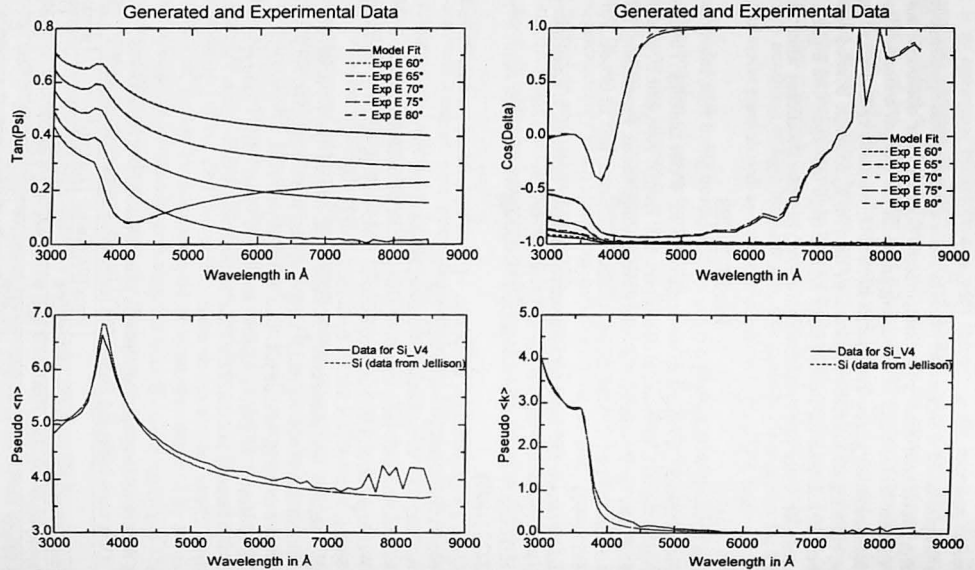 Generated and Experimental Data
Tan(Psi)
0.8
0.6
0.4
0.2
0.0
Model Fit
Exp E 60°
Exp E 65°
Exp E 70°
Exp E 75°
Exp E 80°
3000 4000 5000 6000 7000 8000 9000
Wavelength in Å
Generated and Experimental Data
Cos(Delta)
1.0
0.5
0.0
-0.5
-1.0
Model Fit
Exp E 60°
Exp E 65°
Exp E 70°
Exp E 75°
Exp E 80°
3000 4000 5000 6000 7000 8000 9000
Wavelength in Å
Pseudo <n>
7.0
6.0
5.0
4.0
3.0
Data for Si_V4
Si (data from Jellison)
3000 4000 5000 6000 7000 8000 9000
Wavelength in Å
Pseudo <k>
5.0
4.0
3.0
2.0
1.0
0.0
Data for Si_V4
Si (data from Jellison)
3000 4000 5000 6000 7000 8000 9000
Wavelength in Å